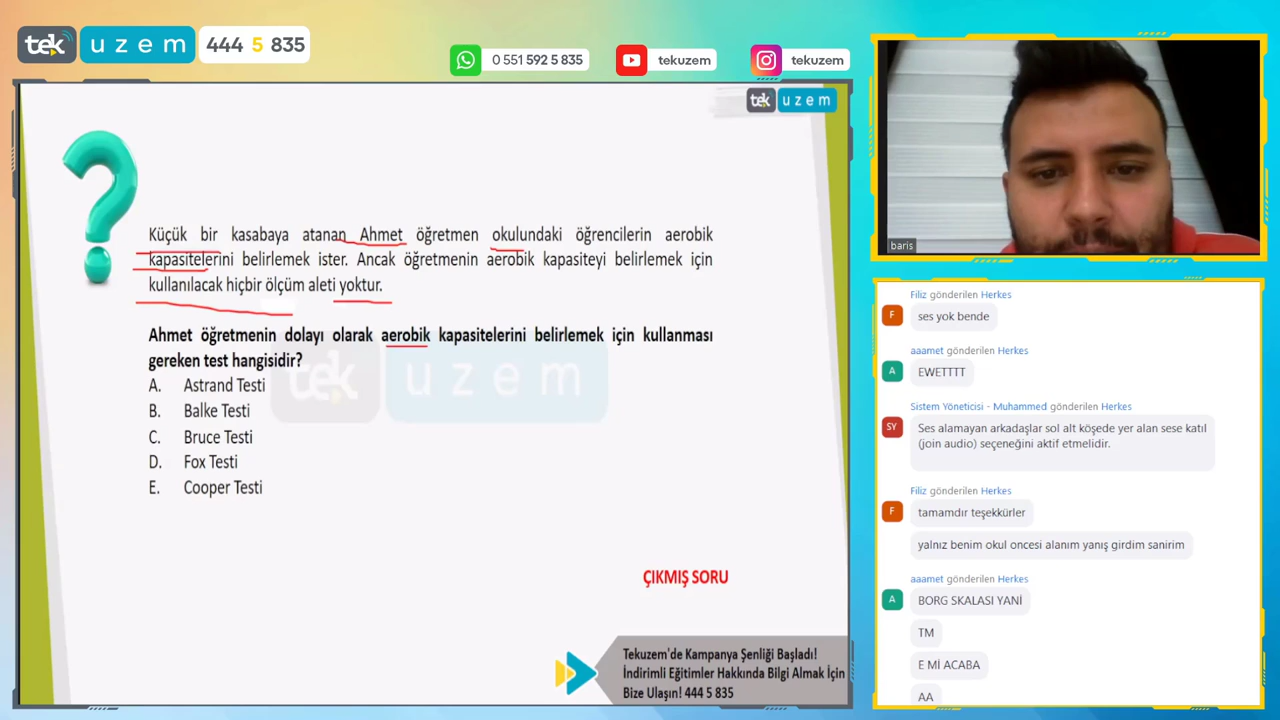 tek uzem 444 5 835
0 551 592 5 835
tekuzem
tekuzem
tek uzem
Küçük bir kasabaya atanan Ahmet öğretmen okulundaki öğrencilerin aerobik
kapasitelerini belirlemek ister. Ancak öğretmenin aerobik kapasiteyi belirlemek için
kullanılacak hiçbir ölçüm aleti yoktur.
Ahmet öğretmenin dolayı olarak aerobik kapasitelerini belirlemek için kullanması
gereken test hangisidir?
A. Astrand Testi
B. Balke Testi
C. Bruce Testi
D. Fox Testi
E. Cooper Testi
tek uzem
ÇIKMIŞ SORU
Tekuzem'de Kampanya Şenliği Başladı!
İndirimli Eğitimler Hakkında Bilgi Almak İçin
Bize Ulaşın! 444 5 835
baris
Filiz gönderilen Herkes
F ses yok bende
aaamet gönderilen Herkes
A EWETTTT
Sistem Yöneticisi - Muhammed gönderilen Herkes
SY Ses alamayan arkadaşlar sol alt köşede yer alan sese katıl
(join audio) seçeneğini aktif etmelidir.
Filiz gönderilen Herkes
F tamamdır teşekkürler
yalnız benim okul oncesi alanım yanış girdim sanirim
aaamet gönderilen Herkes
A BORG SKALASI YANİ
TM
E Mİ ACABA
AA